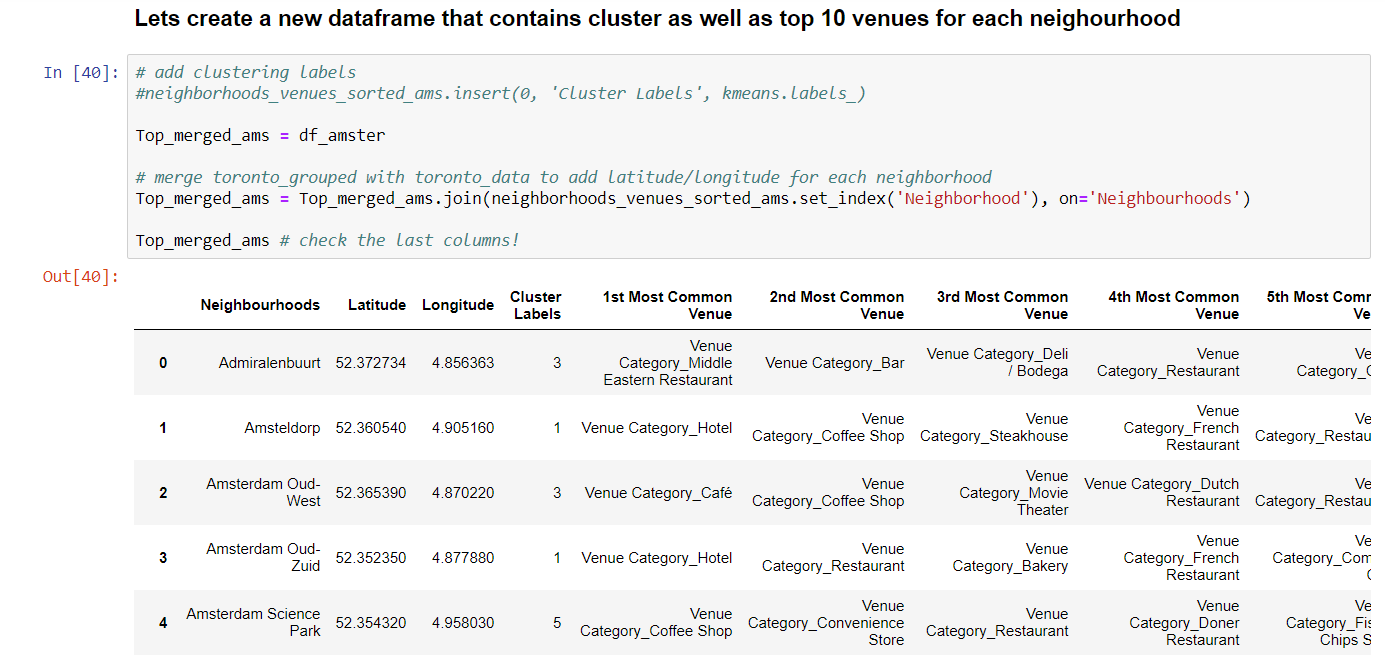 Lets create a new dataframe that contains cluster as well as top 10 venues for each neighourhood
In [40]:
# add clustering labels
#neighborhoods_venues_sorted_ams.insert(0, 'Cluster Labels', kmeans.labels_)
Top_merged_ams = df_amster
# merge toronto_grouped with toronto_data to add latitude/longitude for each neighborhood
Top_merged_ams = Top_merged_ams.join(neighborhoods_venues_sorted_ams.set_index('Neighborhood'), on='Neighbourhoods')
Top_merged_ams # check the last columns!
Out[40]:
Neighbourhoods Latitude Longitude Cluster Labels 1st Most Common Venue 2nd Most Common Venue 3rd Most Common Venue 4th Most Common Venue 5th Most
0 Admiralenbuurt 52.372734 4.856363 3 Venue Category_Middle Eastern Restaurant Venue Category_Bar Venue Category_Deli / Bodega Venue Category_Restaurant
1 Amsteldorp 52.360540 4.905160 1 Venue Category_Hotel Venue Category_Coffee Shop Venue Category_Steakhouse Venue Category_French Restaurant
2 Amsterdam Oud-West 52.365390 4.870220 3 Venue Category_Café Venue Category_Coffee Shop Venue Category_Movie Theater Venue Category_Dutch Restaurant
3 Amsterdam Oud-Zuid 52.352350 4.877880 1 Venue Category_Hotel Venue Category_Restaurant Venue Category_Bakery Venue Category_French Restaurant
4 Amsterdam Science Park 52.354320 4.958030 5 Venue Category_Coffee Shop Venue Category_Convenience Store Venue Category_Restaurant Venue Category_Doner Restaurant